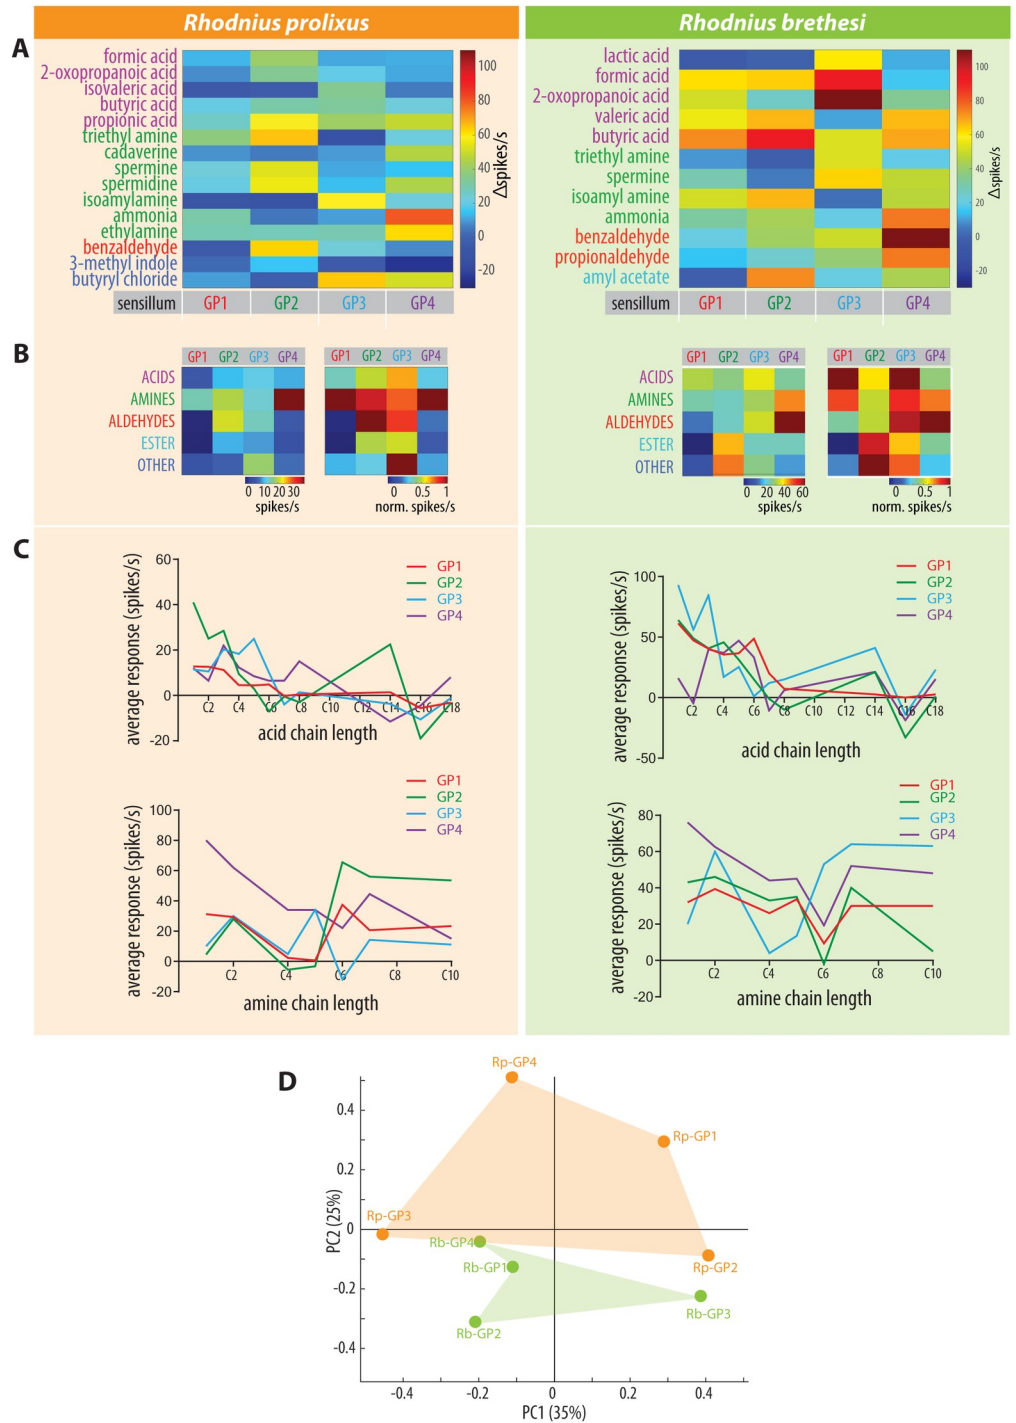 Rhodnius prolixus
Rhodnius brethesi
A
formic acid
2-oxopropanoic acid
isovaleric acid
butyric acid
propionic acid
triethyl amine
cadaverine
spermine
spermidine
isoamylamine
ammonia
ethylamine
benzaldehyde
3-methyl indole
butyryl chloride
sensillum GP1 GP2 GP3 GP4
100
80
60
40
20
0
-20
Δspikes/s
lactic acid
formic acid
2-oxopropanoic acid
valeric acid
butyric acid
triethyl amine
spermine
isoamyl amine
ammonia
benzaldehyde
propionaldehyde
amyl acetate
sensillum GP1 GP2 GP3 GP4
100
80
60
40
20
0
-20
Δspikes/s
B
GP1 GP2 GP3 GP4
GP1 GP2 GP3 GP4
ACIDS
AMINES
ALDEHYDES
ESTER
OTHER
0 10 20 30
spikes/s
0 0.5 1
norm. spikes/s
GP1 GP2 GP3 GP4
GP1 GP2 GP3 GP4
ACIDS
AMINES
ALDEHYDES
ESTER
OTHER
0 20 40 60
spikes/s
0 0.5 1
norm. spikes/s
C
average response (spikes/s)
60
40
20
0
-20
C2 C4 C6 C8 C10 C12 C14 C16 C18
acid chain length
GP1
GP2
GP3
GP4
average response (spikes/s)
100
50
0
-50
C2 C4 C6 C8 C10 C12 C14 C16 C18
acid chain length
GP1
GP2
GP3
GP4
average response (spikes/s)
100
80
60
40
20
0
-20
C2 C4 C6 C8 C10
amine chain length
GP1
GP2
GP3
GP4
average response (spikes/s)
80
60
40
20
0
-20
C2 C4 C6 C8 C10
amine chain length
GP1
GP2
GP3
GP4
D
Rp-GP4
Rp-GP1
Rp-GP3
Rp-GP2
Rb-GP4
Rb-GP1
Rb-GP3
Rb-GP2
PC2 (25%)
0.4
0.2
0
-0.2
-0.4
-0.4 -0.2 0 0.2 0.4
PC1 (35%)